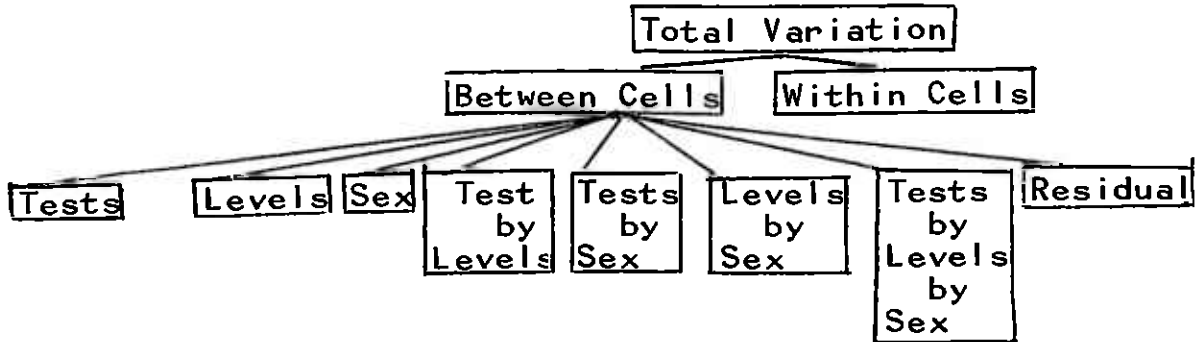 Total Variation
Between Cells
Within Cells
Tests
Levels
Sex
Test
by
Levels
Tests
by
Sex
Levels
by
Sex
Tests
by
Levels
by
Sex
Residual